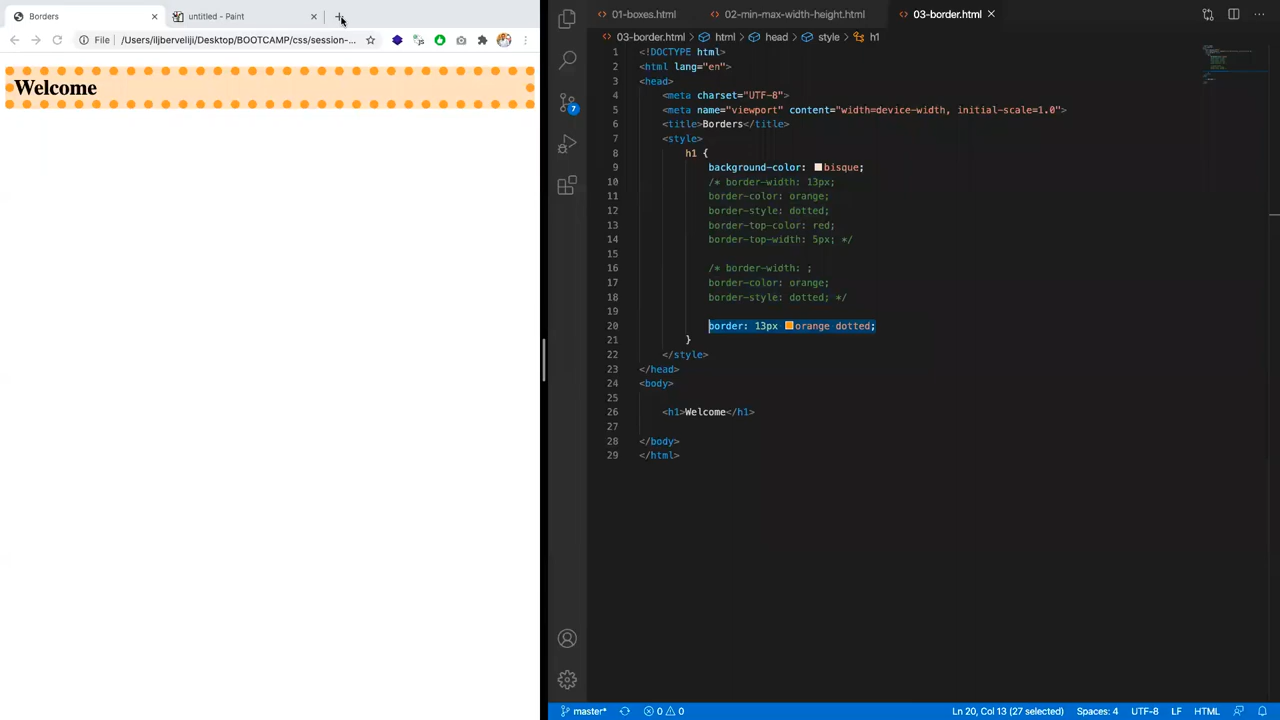 Borders
untitled - Paint
File
/Users/iljberveliji/Desktop/BOOTCAMP/css/session-...
Welcome
01-boxes.html
02-min-max-width-height.html
03-border.html
03-border.html > html > head > style > h1
1 <!DOCTYPE html>
2 <html lang="en">
3 <head>
4 <meta charset="UTF-8">
5 <meta name="viewport" content="width=device-width, initial-scale=1.0">
6 <title>Borders</title>
7 <style>
8 h1 {
9 background-color: bisque;
10 /* border-width: 13px;
11 border-color: orange;
12 border-style: dotted;
13 border-top-color: red;
14 border-top-width: 5px; */
15
16 /* border-width: ;
17 border-color: orange;
18 border-style: dotted; */
19
20 border: 13px orange dotted;
21 }
22 </style>
23 </head>
24 <body>
25
26 <h1>Welcome</h1>
27
28 </body>
29 </html>
7
master* 0 0 Ln 20, Col 13 (27 selected) Spaces: 4 UTF-8 LF HTML